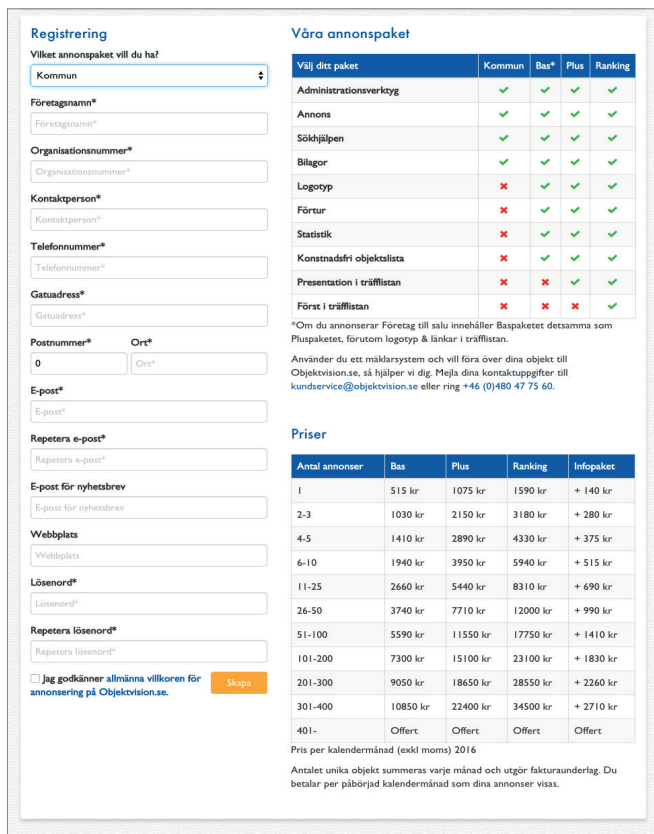 Registrering
Vilket annonspaket vill du ha?
Kommun
Företagsnamn*
Företagsnamn*
Organisationsnummer*
Organisationsnummer*
Kontaktperson*
Kontaktperson*
Telefonnummer*
Telefonnummer*
Gatuadress*
Gatuadress*
Postnummer* Ort*
0 Ort*
E-post*
E-post*
Repetera e-post*
Repetera e-post*
E-post för nyhetsbrev
E-post för nyhetsbrev
Webbplats
Webbplats
Lösenord*
Lösenord*
Repetera lösenord*
Repetera lösenord*
Jag godkänner allmänna villkoren för
annonsering på Objektvision.se.
Skapa
Våra annonspaket
Välj ditt paket Kommun Bas* Plus Ranking
Administrationsverktyg
Annons
Sökhjälpen
Bilagor
Logotyp
Förtur
Statistik
Konstnadsfri objektslista
Presentation i träfflistan
Först i träfflistan
*Om du annonserar Företag till salu innehåller Baspaketet detsamma som
Pluspaketet, förutom logotyp & länkar i träfflistan.
Använder du ett mäklarsystem och vill föra över dina objekt till
Objektvision.se, så hjälper vi dig. Mejla dina kontaktuppgifter till
kundservice@objektvision.se eller ring +46 (0)480 47 75 60.
Priser
Antal annonser Bas Plus Ranking Infopaket
1 515 kr 1075 kr 1590 kr + 140 kr
2-3 1030 kr 2150 kr 3180 kr + 280 kr
4-5 1410 kr 2890 kr 4330 kr + 375 kr
6-10 1940 kr 3950 kr 5940 kr + 515 kr
11-25 2660 kr 5440 kr 8310 kr + 690 kr
26-50 3740 kr 7710 kr 12000 kr + 990 kr
51-100 5590 kr 11550 kr 17750 kr + 1410 kr
101-200 7300 kr 15100 kr 23100 kr + 1830 kr
201-300 9050 kr 18650 kr 28550 kr + 2260 kr
301-400 10850 kr 22400 kr 34500 kr + 2710 kr
401- Offert Offert Offert Offert
Pris per kalendermånad (exkl moms) 2016
Antalet unika objekt summeras varje månad och utgör fakturaunderlag. Du
betalar per påbörjad kalendermånad som dina annonser visas.